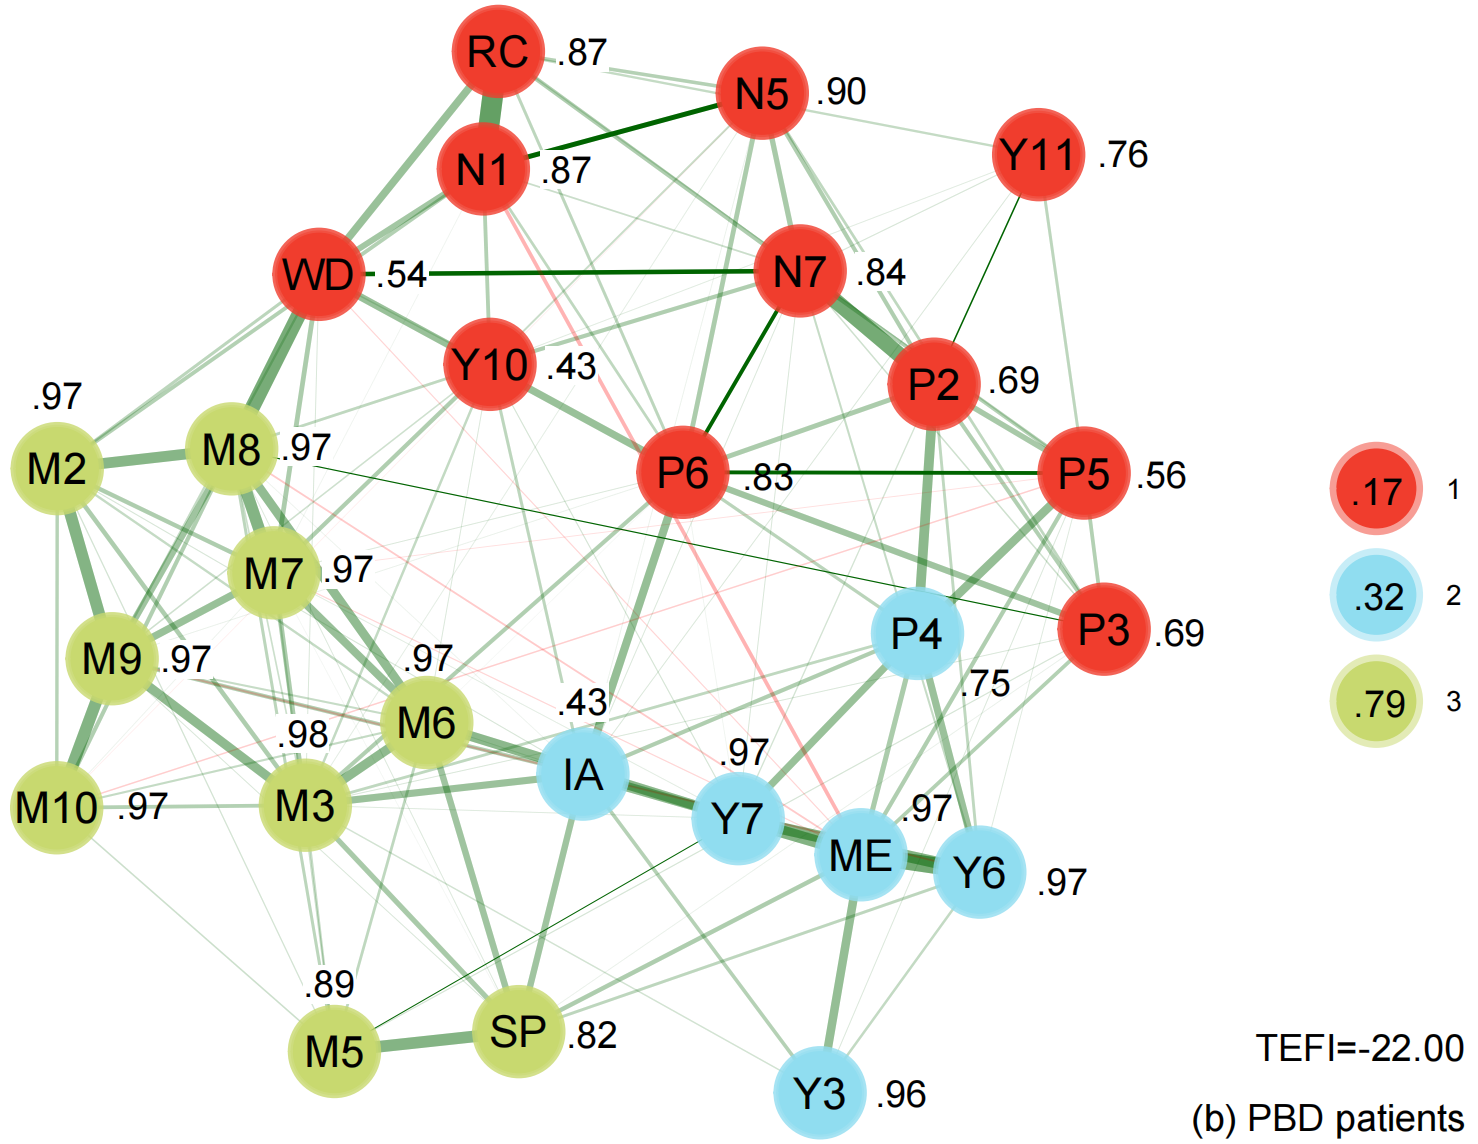 RC .87
N5 .90
Y11 .76
N1 .87
WD .54
N7 .84
Y10 .43
P2 .69
.97
M2
M8 .97
P6 .83
P5 .56
.17 1
M7 .97
.32 2
P4 .75
P3 .69
M9 .97
.97
M6
.43
IA
.79 3
.98
M3
M10 .97
.97
Y7
.97
ME
Y6 .97
.89
M5
SP .82
Y3 .96
TEFI=-22.00
(b) PBD patients